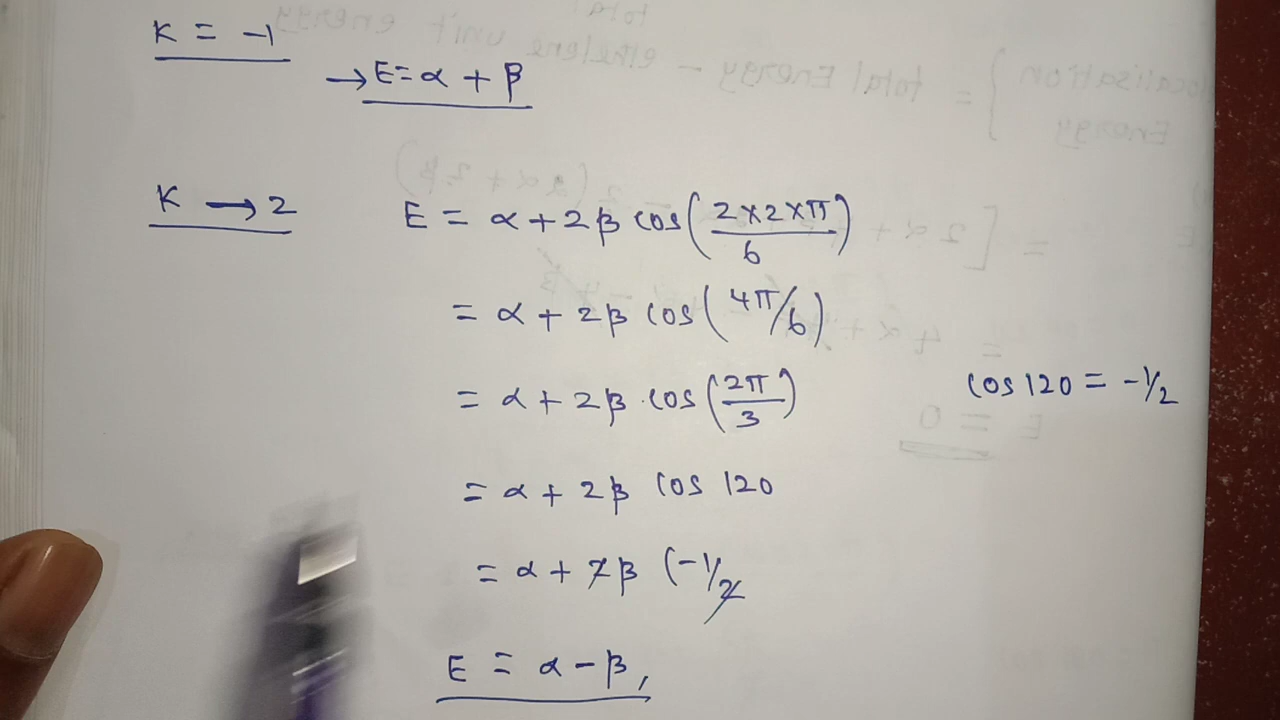 K = -1
→ E = α + β
K → 2 E = α + 2β cos(2×2×π/6)
= α + 2β cos(4π/6)
= α + 2β cos(2π/3) cos 120 = -1/2
= α + 2β cos 120
= α + 2β (-1/2
E = α - β,